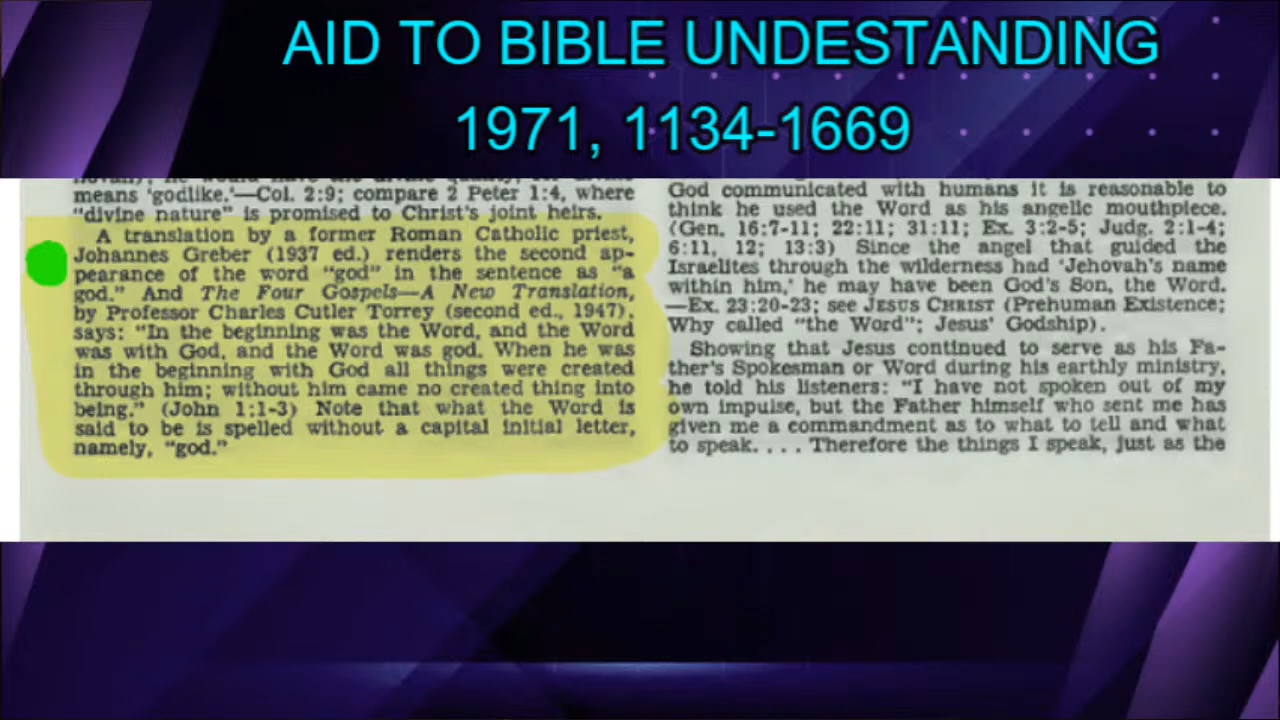 AID TO BIBLE UNDESTANDING
1971, 1134-1669
means ‘godlike.’—Col. 2:9; compare 2 Peter 1:4, where
“divine nature” is promised to Christ’s joint heirs.
A translation by a former Roman Catholic priest,
Johannes Greber (1937 ed.) renders the second ap-
pearance of the word “god” in the sentence as “a
god.” And The Four Gospels—A New Translation,
by Professor Charles Cutler Torrey (second ed., 1947),
says: “In the beginning was the Word, and the Word
was with God, and the Word was god. When he was
in the beginning with God all things were created
through him; without him came no created thing into
being.” (John 1:1-3) Note that what the Word is
said to be is spelled without a capital initial letter,
namely, “god.”
God communicated with humans it is reasonable to
think he used the Word as his angelic mouthpiece.
(Gen. 16:7-11; 22:11; 31:11; Ex. 3:2-5; Judg. 2:1-4;
6:11, 12; 13:3) Since the angel that guided the
Israelites through the wilderness had ‘Jehovah’s name
within him,’ he may have been God’s Son, the Word.
—Ex. 23:20-23; see JESUS CHRIST (Prehuman Existence;
Why called “the Word”; Jesus’ Godship).
Showing that Jesus continued to serve as his Fa-
ther’s Spokesman or Word during his earthly ministry,
he told his listeners: “I have not spoken out of my
own impulse, but the Father himself who sent me has
given me a commandment as to what to tell and what
to speak. . . . Therefore the things I speak, just as the